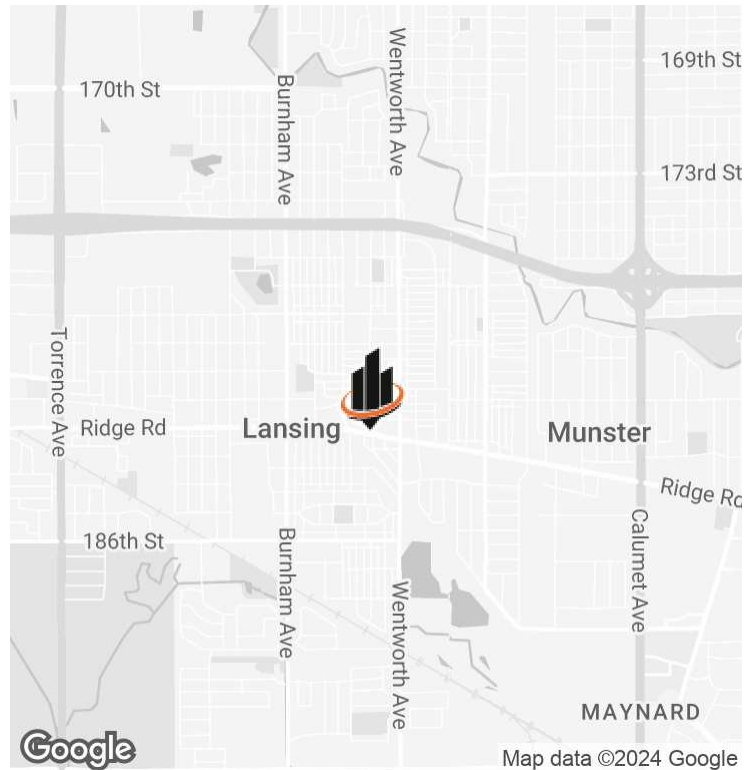 169th St
170th St
Burnham Ave
Wentworth Ave
173rd St
Torrence Ave
Ridge Rd
Lansing
Munster
Ridge Rd
186th St
Burnham Ave
Wentworth Ave
Calumet Ave
MAYNARD
Google
Map data ©2024 Google